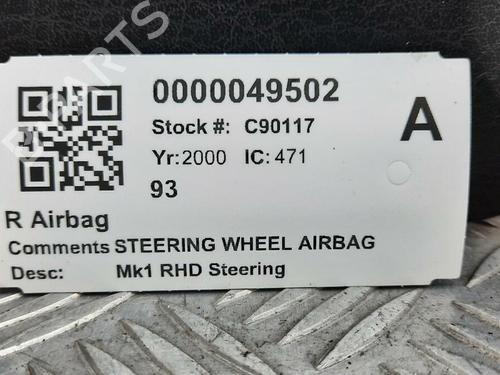 0000049502
Stock #: C90117
A
Yr:2000 IC: 471
93
R Airbag
Comments STEERING WHEEL AIRBAG
Desc: Mk1 RHD Steering